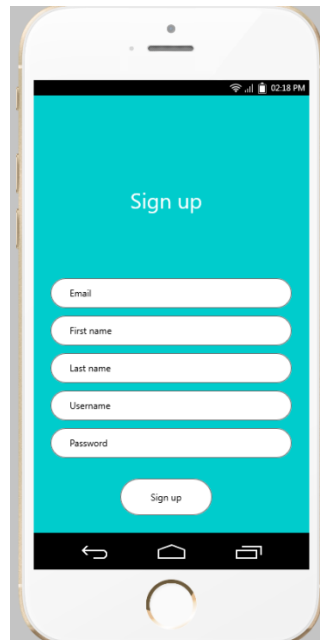 02:18 PM
Sign up
Email
First name
Last name
Username
Password
Sign up